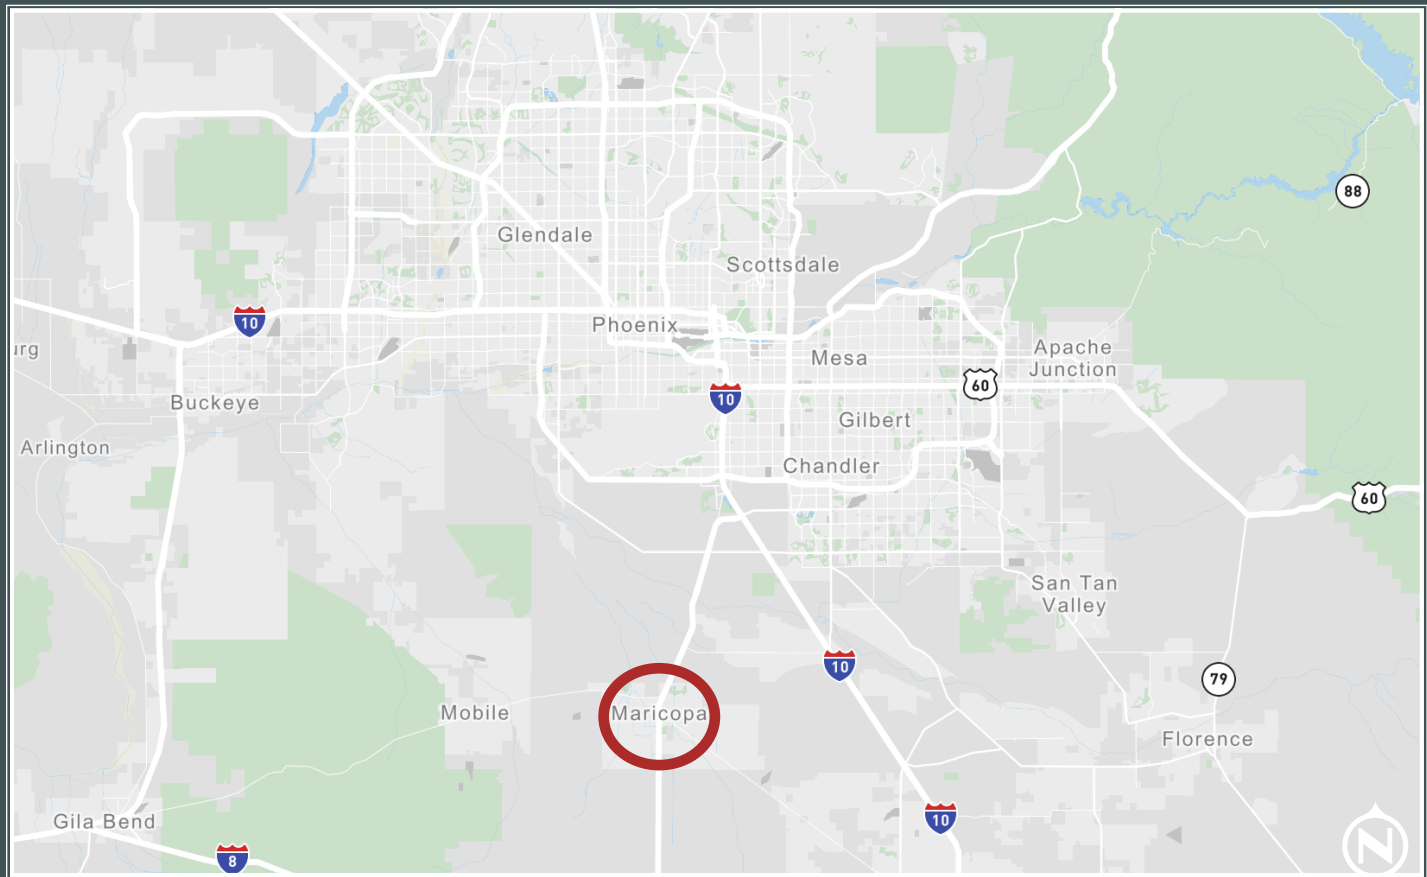 88
Glendale
Scottsdale
10
Phoenix
urg
Apache
Junction
Mesa
60
10
Buckeye
Gilbert
Arlington
Chandler
60
San Tan
Valley
10
79
Mobile
Maricopa
Florence
Gila Bend
10
8
N